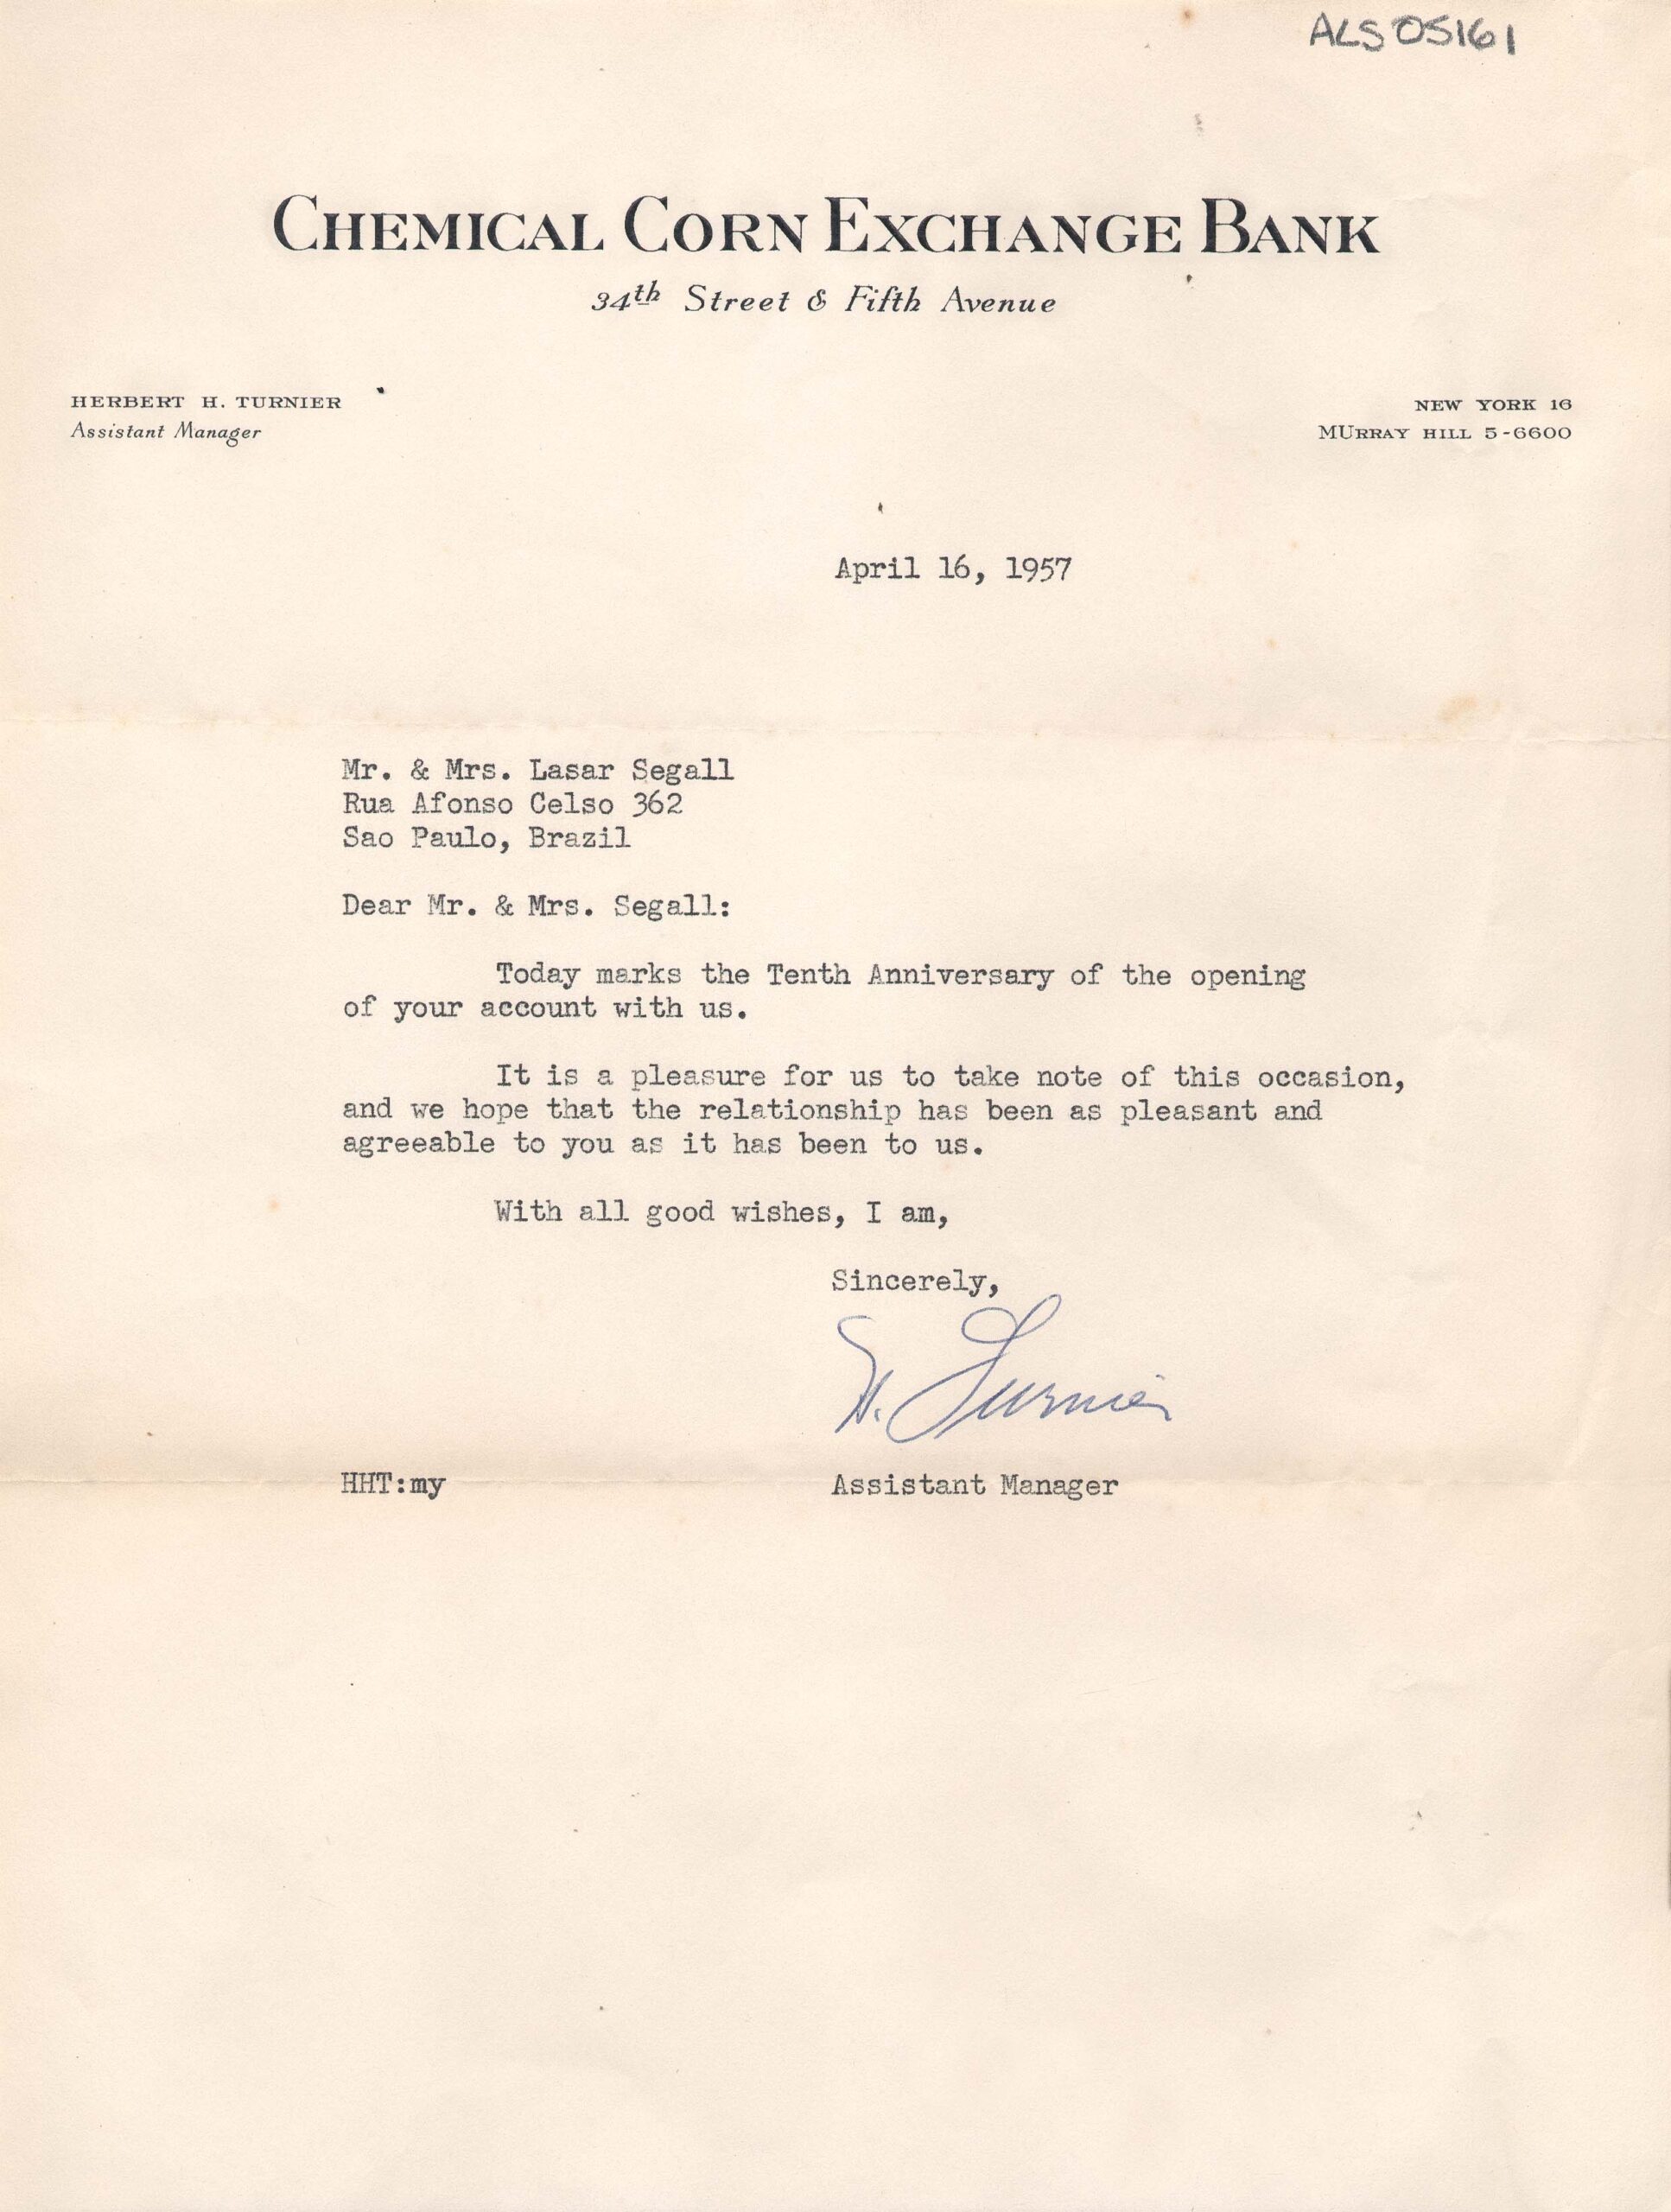 ALS 05161
CHEMICAL CORN EXCHANGE BANK
34th Street & Fifth Avenue
HERBERT H. TURNIER
Assistant Manager
NEW YORK 16
MURRAY HILL 5-6600
April 16, 1957
Mr. & Mrs. Lasar Segall
Rua Afonso Celso 362
Sao Paulo, Brazil
Dear Mr. & Mrs. Segall:
Today marks the Tenth Anniversary of the opening
of your account with us.
It is a pleasure for us to take note of this occasion,
and we hope that the relationship has been as pleasant and
agreeable to you as it has been to us.
With all good wishes, I am,
Sincerely,
H. Turnier
HHT:my
Assistant Manager